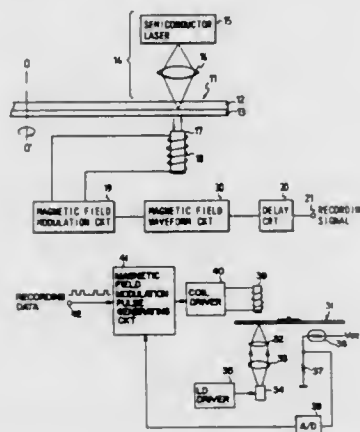 SEMICONDUCTOR
LASER
15
14
16
11
O
12
13
O'
17
18
19
MAGNETIC FIELD
MODULATION CKT
30
MAGNETIC FIELD
WAVEFORM CKT
20
DELAY
CKT
21
RECORDING
SIGNAL
41
MAGNETIC
FIELD
MODULATION
PULSE
GENERATING
CKT
RECORDING
DATA
42
40
COIL
DRIVER
39
31
32
33
35
LD DRIVER
34
36
37
A/D
38